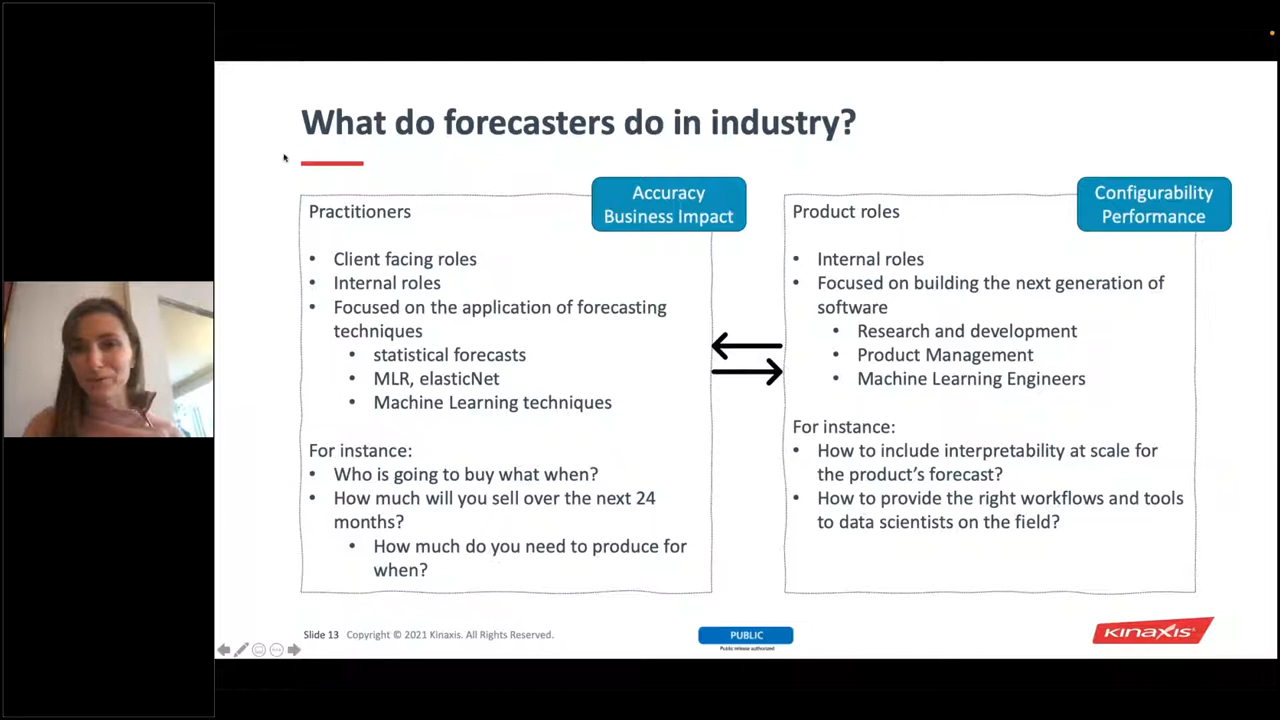 What do forecasters do in industry?
Accuracy
Business Impact
Practitioners
• Client facing roles
• Internal roles
• Focused on the application of forecasting
techniques
• statistical forecasts
• MLR, elasticNet
• Machine Learning techniques
For instance:
• Who is going to buy what when?
• How much will you sell over the next 24
months?
• How much do you need to produce for
when?
Configurability
Performance
Product roles
• Internal roles
• Focused on building the next generation of
software
• Research and development
• Product Management
• Machine Learning Engineers
For instance:
• How to include interpretability at scale for
the product's forecast?
• How to provide the right workflows and tools
to data scientists on the field?
Slide 13 Copyright © 2021 Kinaxis. All Rights Reserved.
PUBLIC
Public release authorized
Kinaxis®